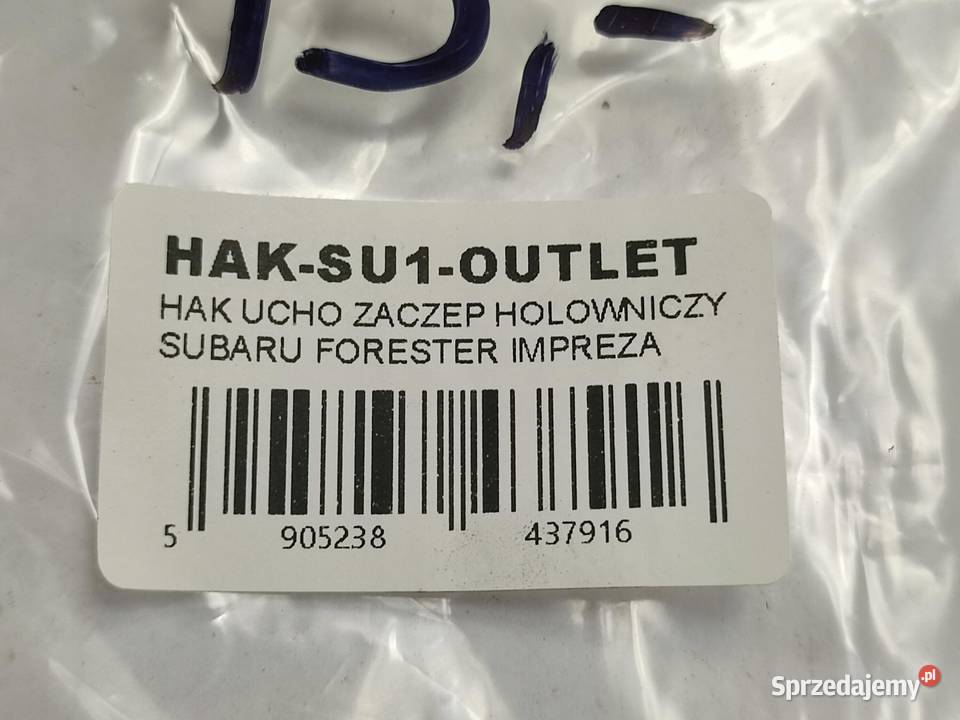 HAK-SU1-OUTLET
HAK UCHO ZACZEP HOLOWNICZY
SUBARU FORESTER IMPREZA
5 905238 437916
Sprzedajemy.pl